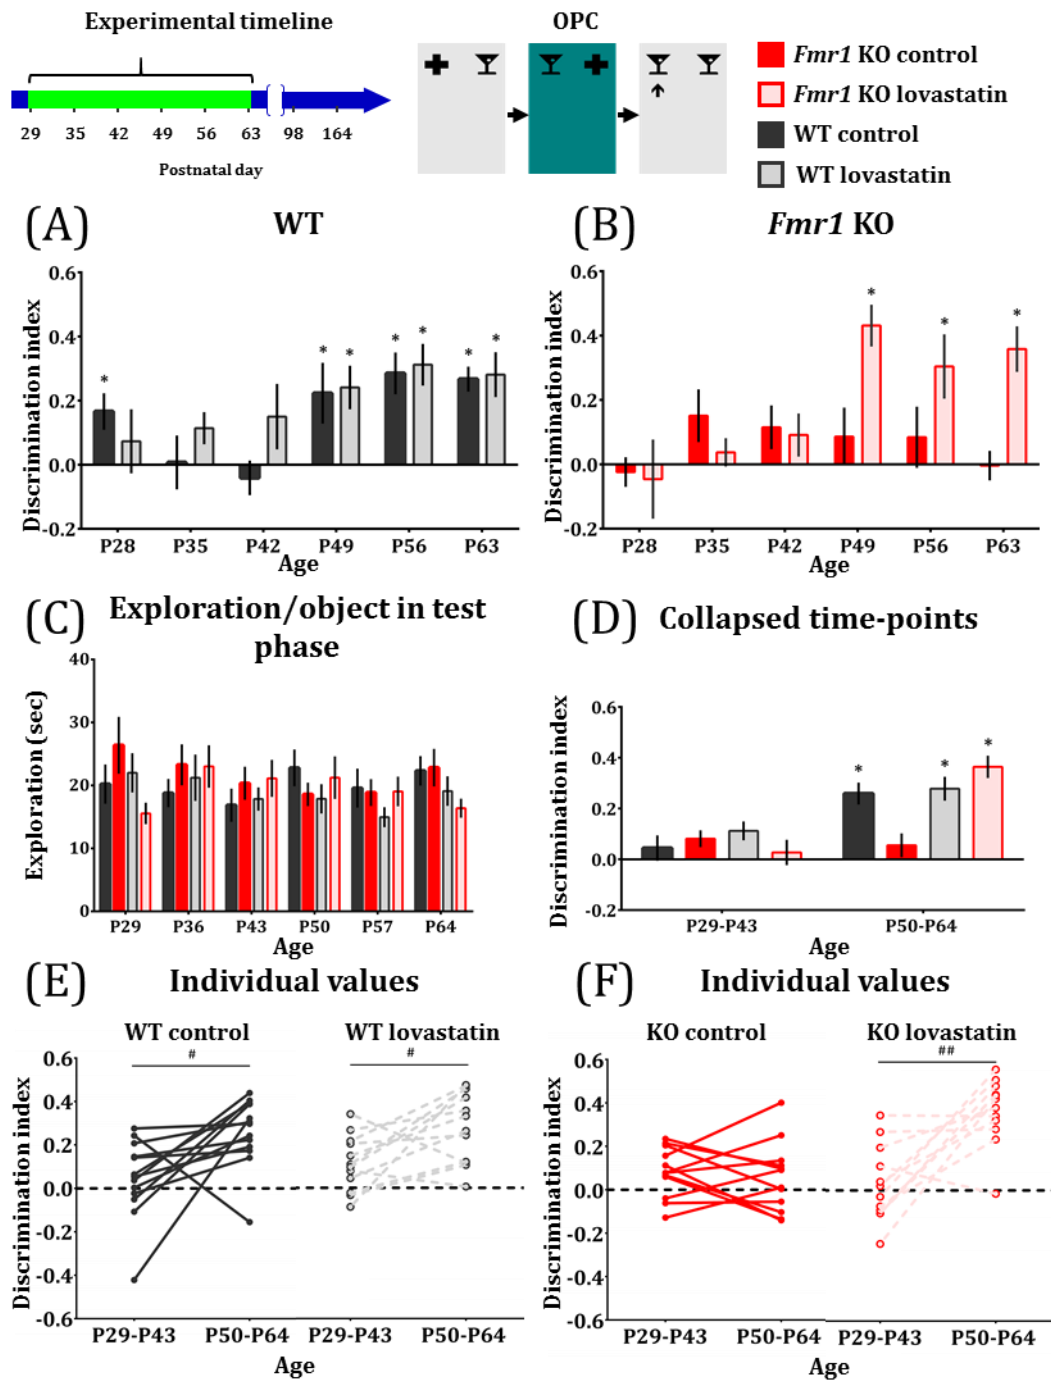 Experimental timeline
29 35 42 49 56 63 98 164
Postnatal day
OPC
Fmr1 KO control
Fmr1 KO lovastatin
WT control
WT lovastatin
(A)
WT
Discrimination index
0.6
0.4
0.2
0.0
-0.2
* * * * * * *
P28 P35 P42 P49 P56 P63
Age
(B)
Fmr1 KO
Discrimination index
0.6
0.4
0.2
0.0
-0.2
* * *
P28 P35 P42 P49 P56 P63
Age
(C)
Exploration/object in test
phase
Exploration (sec)
40
30
20
10
0
P29 P36 P43 P50 P57 P64
Age
(D)
Collapsed time-points
Discrimination index
0.6
0.4
0.2
0.0
-0.2
* * *
P29-P43 P50-P64
Age
(E)
Individual values
WT control WT lovastatin
# #
Discrimination index
0.6
0.4
0.2
0.0
-0.2
-0.4
-0.6
P29-P43 P50-P64 P29-P43 P50-P64
Age
(F)
Individual values
KO control KO lovastatin
##
Discrimination index
0.6
0.4
0.2
0.0
-0.2
-0.4
-0.6
P29-P43 P50-P64 P29-P43 P50-P64
Age